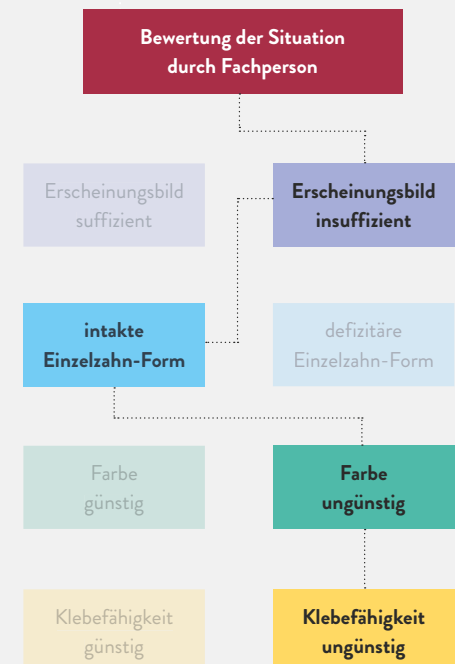 Bewertung der Situation
durch Fachperson
Erscheinungsbild
suffizient
Erscheinungsbild
insuffizient
intakte
Einzelzahn-Form
defizitäre
Einzelzahn-Form
Farbe
günstig
Farbe
ungünstig
Klebefähigkeit
günstig
Klebefähigkeit
ungünstig